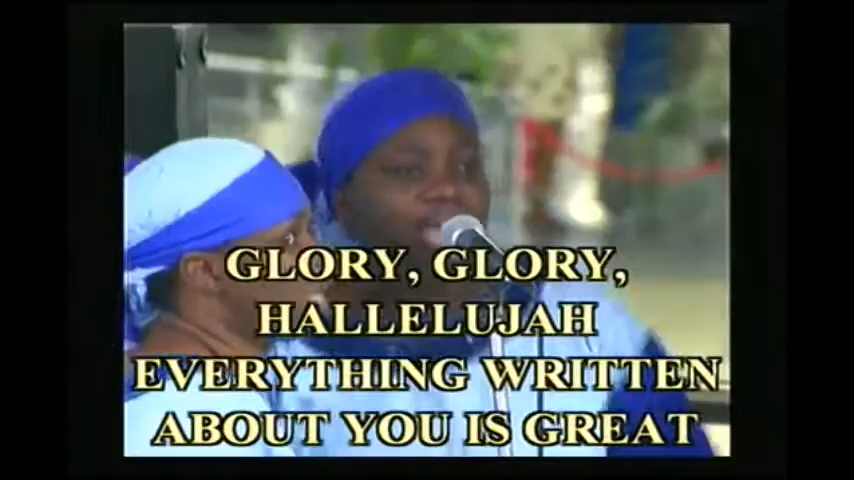 GLORY, GLORY,
HALLELUJAH
EVERYTHING WRITTEN
ABOUT YOU IS GREAT